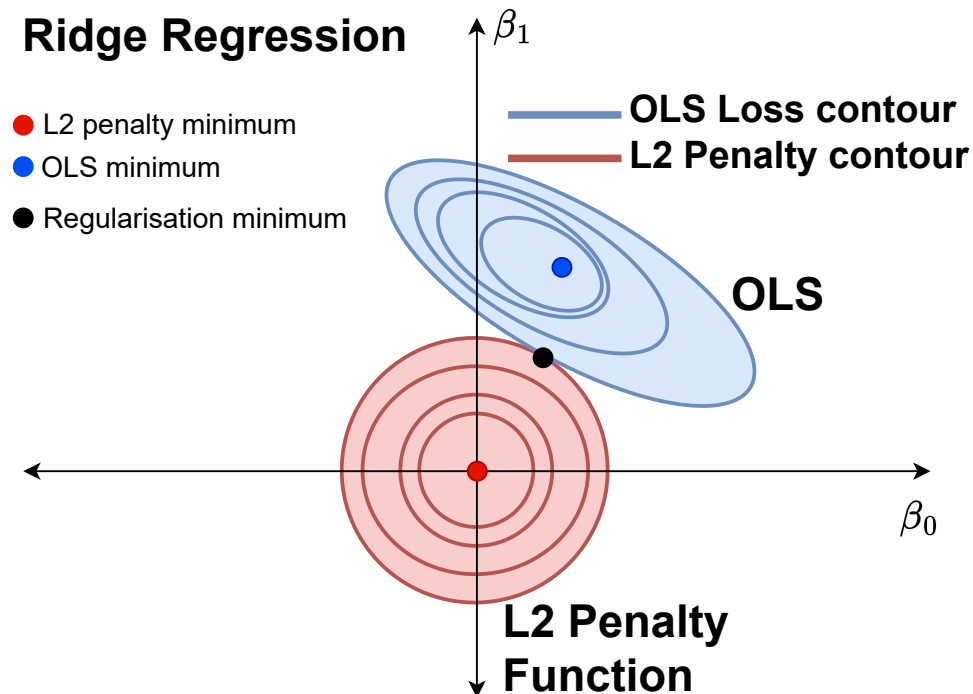 Ridge Regression
β₁
L2 penalty minimum
OLS minimum
Regularisation minimum
OLS Loss contour
L2 Penalty contour
OLS
β₀
L2 Penalty
Function